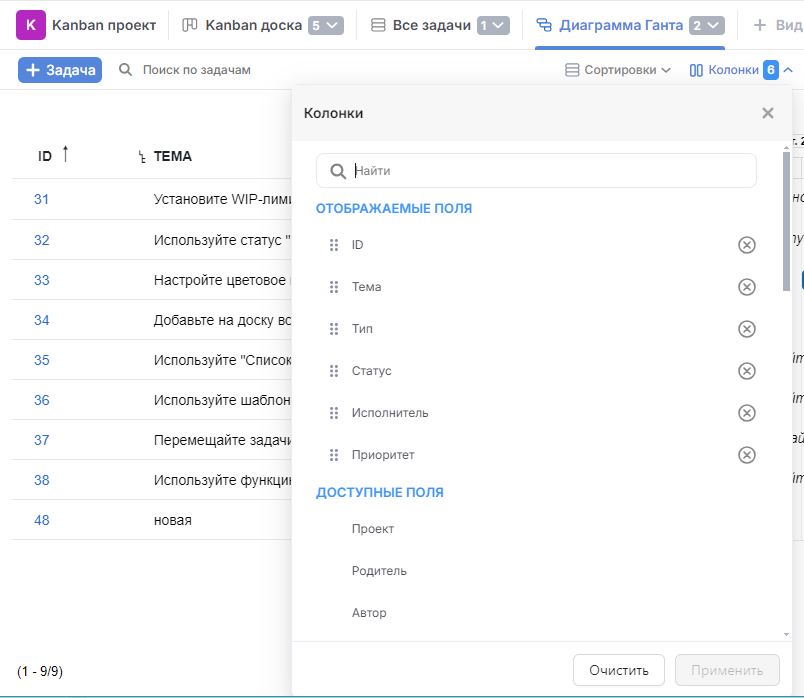 K Kanban проект Kanban доска 5 Все задачи 1 Диаграмма Ганта 2 + Вид
+ Задача Поиск по задачам Сортировки Колонки 6
Колонки
ID ТЕМА
Найти
31 Установите WIP-лими
ОТОБРАЖАЕМЫЕ ПОЛЯ
32 Используйте статус "
ID
33 Настройте цветовое
Тема
34 Добавьте на доску вс
Тип
35 Используйте "Список
Статус
36 Используйте шаблон
Исполнитель
37 Перемещайте задачи
Приоритет
38 Используйте функци
ДОСТУПНЫЕ ПОЛЯ
48 новая
Проект
Родитель
Автор
(1 - 9/9)
Очистить Применить